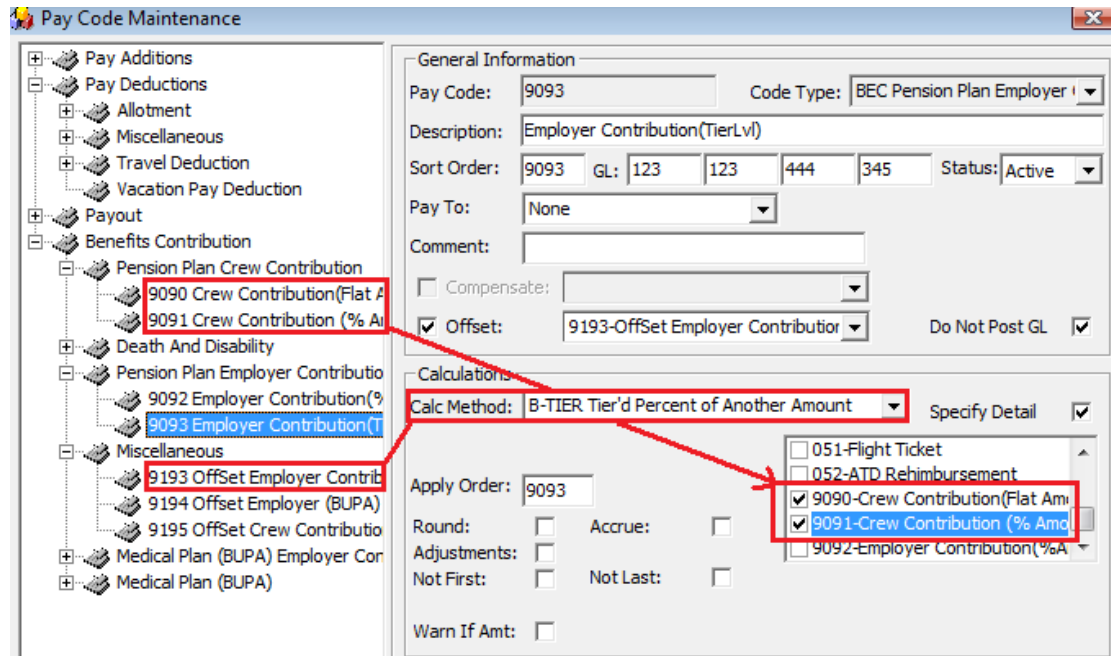 Pay Code Maintenance
Pay Additions
Pay Deductions
Allotment
Miscellaneous
Travel Deduction
Vacation Pay Deduction
Payout
Benefits Contribution
Pension Plan Crew Contribution
9090 Crew Contribution(Flat A
9091 Crew Contribution (% A
Death And Disability
Pension Plan Employer Contributio
9092 Employer Contribution(%
9093 Employer Contribution(T
Miscellaneous
9193 OffSet Employer Contrib
9194 Offset Employer (BUPA)
9195 OffSet Crew Contributio
Medical Plan (BUPA) Employer Con
Medical Plan (BUPA)
General Information
Pay Code: 9093 Code Type: BEC Pension Plan Employer
Description: Employer Contribution(TierLvl)
Sort Order: 9093 GL: 123 123 444 345 Status: Active
Pay To: None
Comment:
Compensate:
Offset: 9193-OffSet Employer Contribution Do Not Post GL
Calculations
Calc Method: B-TIER Tier'd Percent of Another Amount Specify Detail
051-Flight Ticket
052-ATD Rehimbursement
9090-Crew Contribution(Flat Am
9091-Crew Contribution (% Amo
9092-Employer Contribution(%A
Apply Order: 9093
Round: Accrue:
Adjustments:
Not First: Not Last:
Warn If Amt: